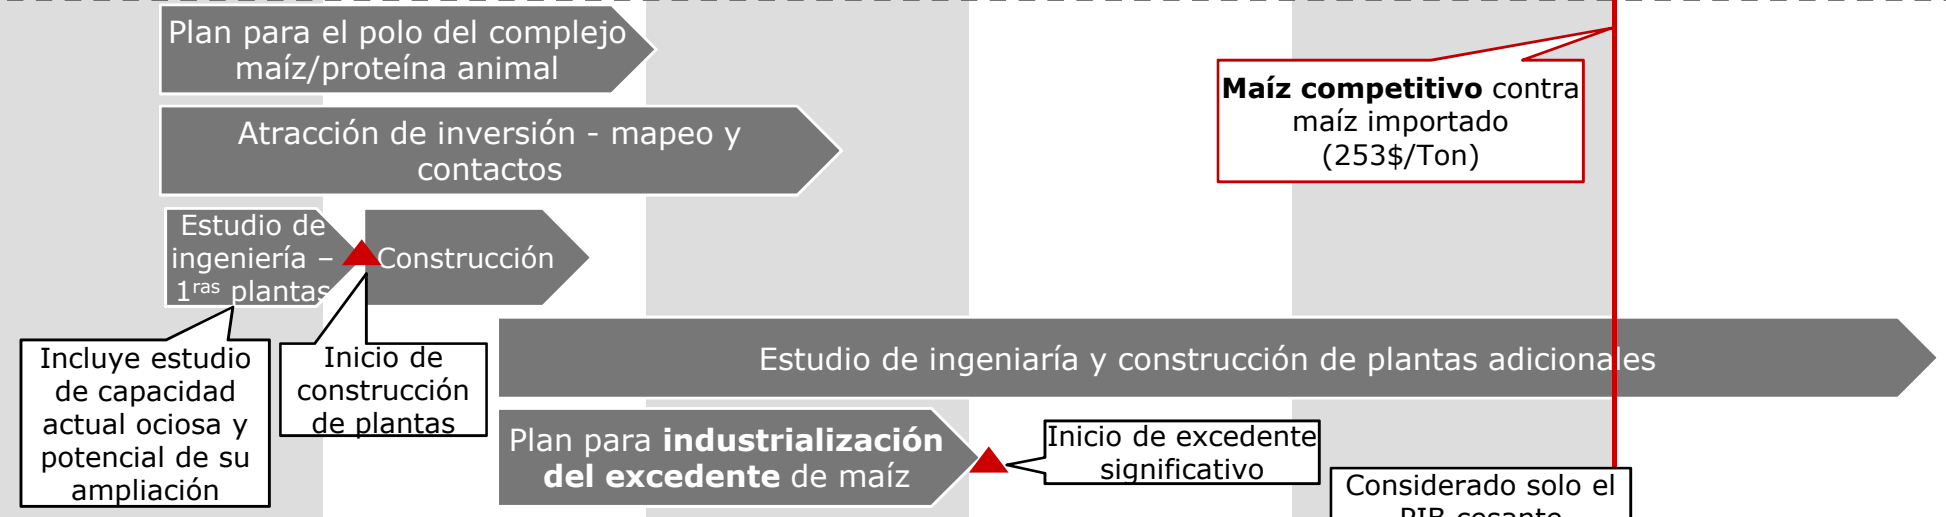 Plan para el polo del complejo
maíz/proteína animal
Maíz competitivo contra
maíz importado
(253$/Ton)
Atracción de inversión - mapeo y
contactos
Estudio de
ingeniería –
1ras plantas
Construcción
Incluye estudio
de capacidad
actual ociosa y
potencial de su
ampliación
Inicio de
construcción
de plantas
Estudio de ingeniaría y construcción de plantas adicionales
Plan para industrialización
del excedente de maíz
Inicio de excedente
significativo
Considerado solo el
PIB cesante